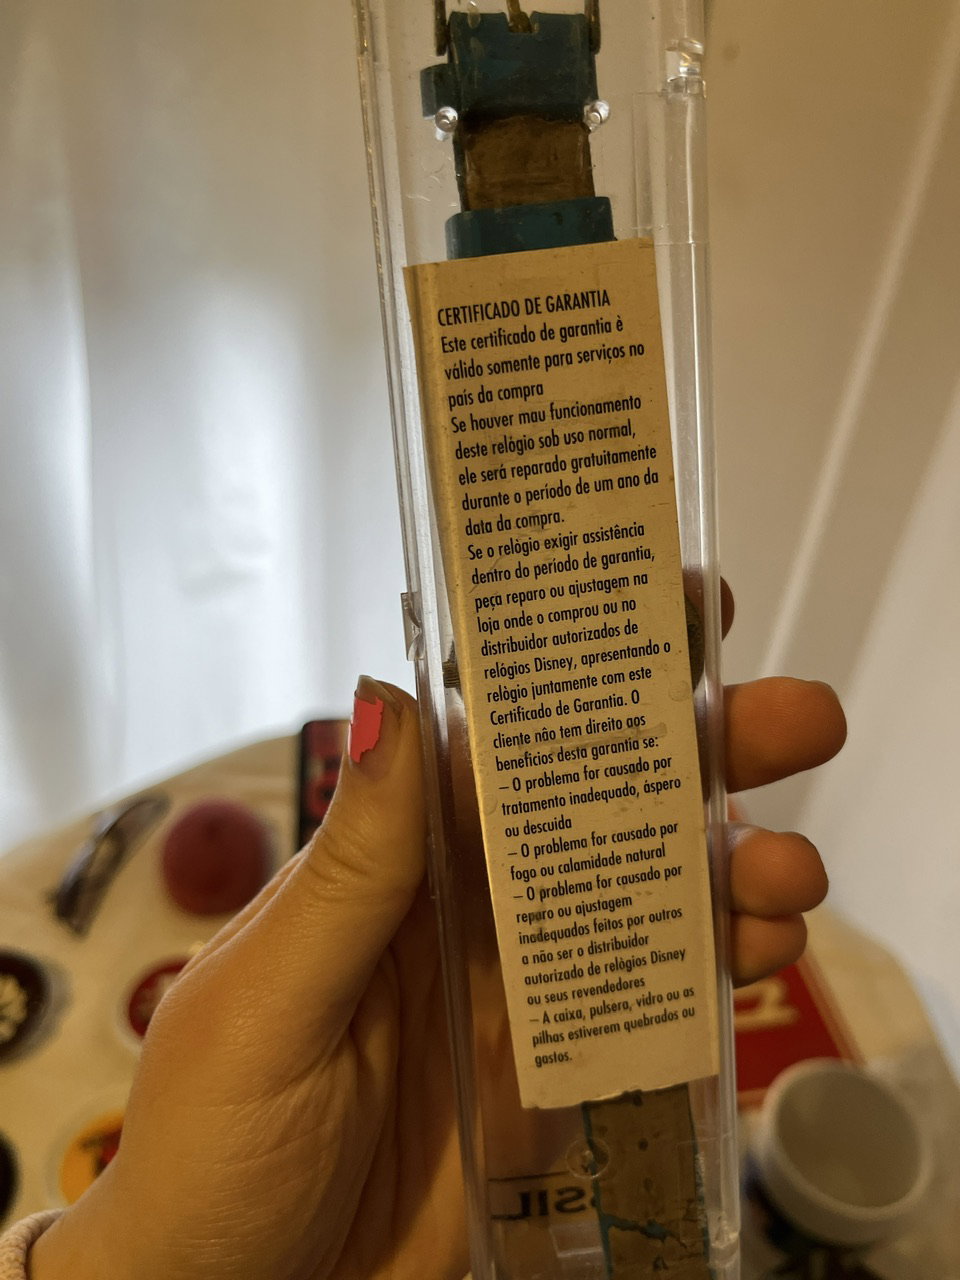 CERTIFICADO DE GARANTIA
Este certificado de garantia è
válido somente para serviços no
país da compra
Se houver mau funcionamento
deste relógio sob uso normal,
ele será reparado gratuitamente
durante o período de um ano da
data da compra.
Se o relògio exigir assistência
dentro do período de garantia,
peça reparo ou ajustagem na
loja onde o comprou ou no
distribuidor autorizados de
relógios Disney, apresentando o
relògio juntamente com este
Certificado de Garantia. O
cliente não tem direito aos
benefícios desta garantia se:
– O problema for causado por
tratamento inadequado, áspero
ou descuida
– O problema for causado por
fogo ou calamidade natural
– O problema for causado por
reparo ou ajustagem
inadequados feitos por outros
a não ser o distribuidor
autorizado de relògios Disney
ou seus revendedores
– A caixa, pulsera, vidro ou as
pilhas estiverem quebrados ou
gastos.